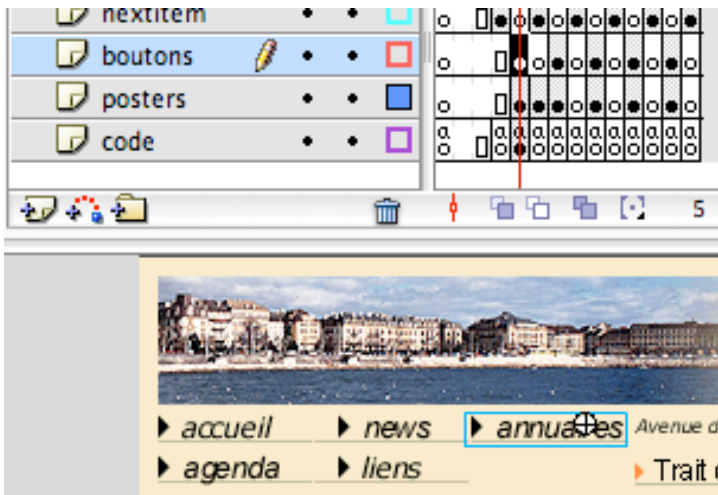 nextitem
boutons
posters
code
5
accueil news annuaires Avenue d
agenda liens Trait